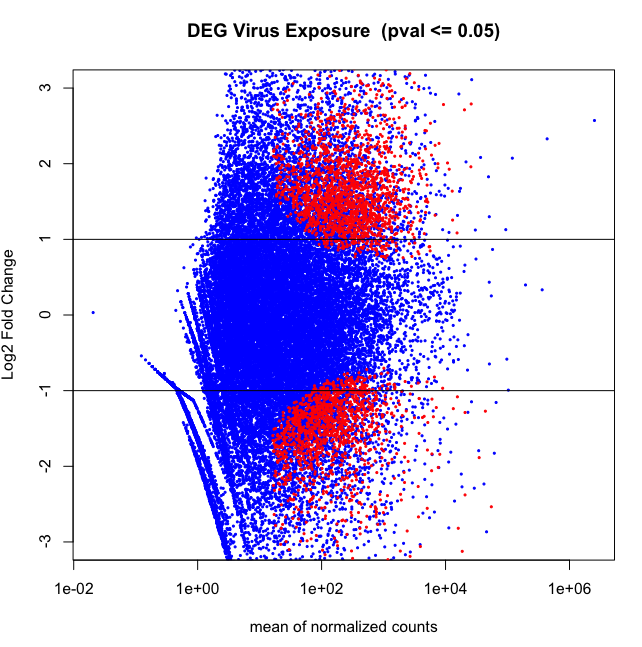 DEG Virus Exposure (pval <= 0.05)
Log2 Fold Change
3
2
1
0
-1
-2
-3
1e-02 1e+00 1e+02 1e+04 1e+06
mean of normalized counts